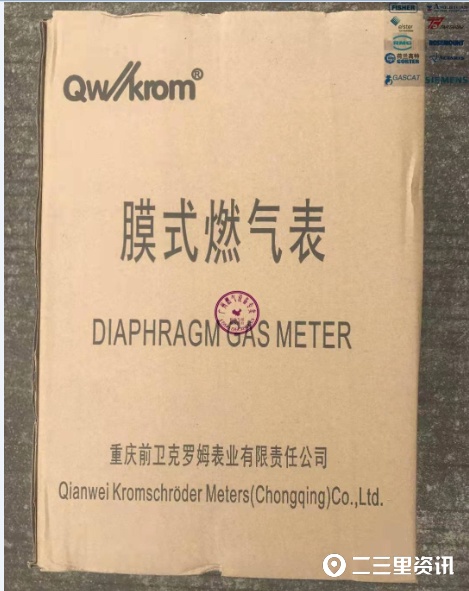 Qw//krom®
膜式燃气表
DIAPHRAGM GAS METER
重庆前卫克罗姆表业有限责任公司
Qianwei Kromschröder Meters(Chongqing)Co.,Ltd.
FISHER
elster
GASCAT
SIEMENS
二三里资讯